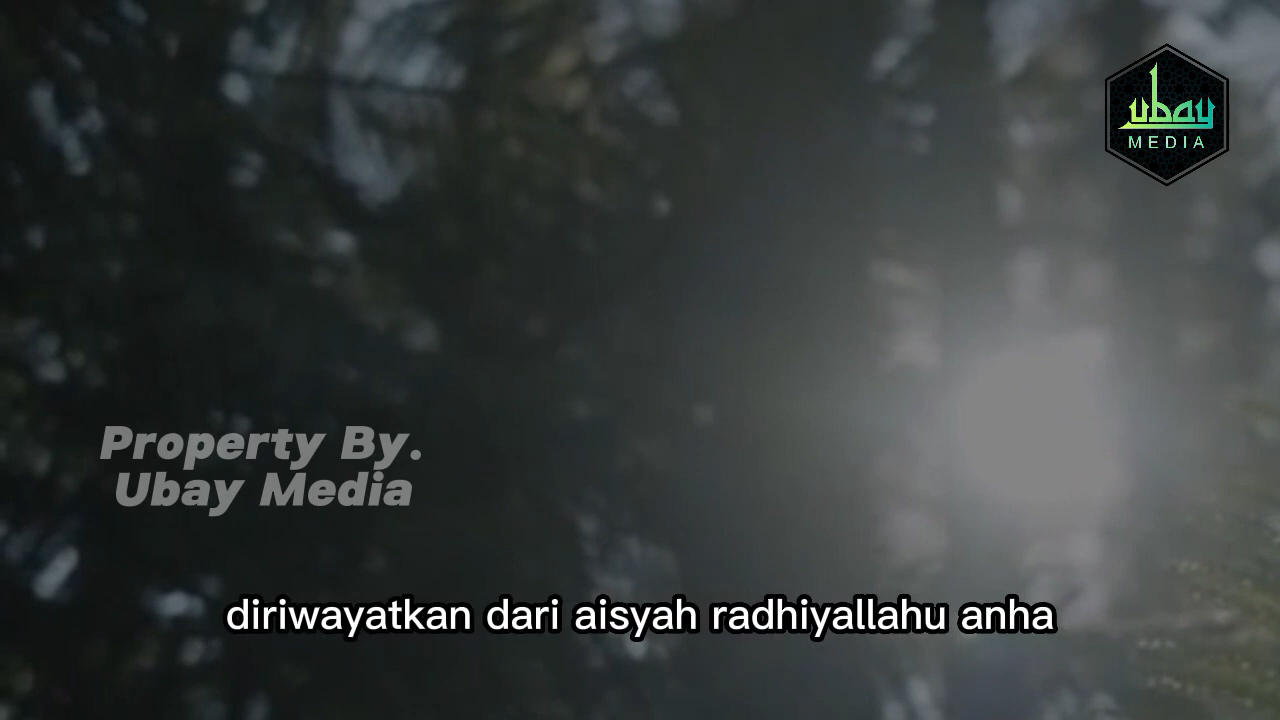 ubay
MEDIA
Property By.
Ubay Media
diriwayatkan dari aisyah radhiyallahu anha